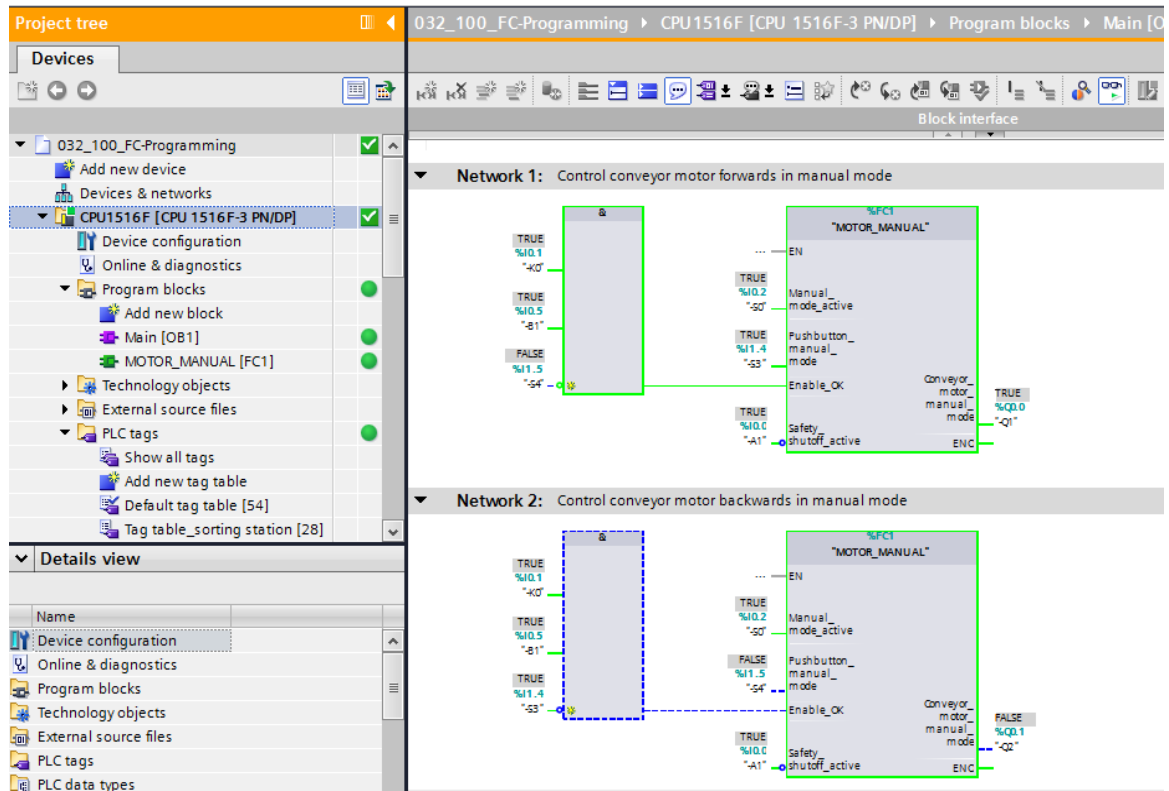 Project tree
Devices
032_100_FC-Programming
Add new device
Devices & networks
CPU1516F [CPU 1516F-3 PN/DP]
Device configuration
Online & diagnostics
Program blocks
Add new block
Main [OB1]
MOTOR_MANUAL [FC1]
Technology objects
External source files
PLC tags
Show all tags
Add new tag table
Default tag table [54]
Tag table_sorting station [28]
Details view
Name
Device configuration
Online & diagnostics
Program blocks
Technology objects
External source files
PLC tags
PLC data types
032_100_FC-Programming CPU1516F [CPU 1516F-3 PN/DP] Program blocks Main [O
Block interface
Network 1: Control conveyor motor forwards in manual mode
&
TRUE
%I0.1
"-K0"
TRUE
%I0.5
"-B1"
FALSE
%I1.5
"-S4"
%FC1
"MOTOR_MANUAL"
... EN
TRUE
%I0.2
"-S0"
Manual_
mode_active
TRUE
%I1.4
"-S3"
Pushbutton_
manual_
mode
Enable_OK
TRUE
%I0.0
"-A1"
Safety_
shutoff_active
Conveyor_
motor_
manual_
mode
TRUE
%Q0.0
"-Q1"
ENO
Network 2: Control conveyor motor backwards in manual mode
&
TRUE
%I0.1
"-K0"
TRUE
%I0.5
"-B1"
TRUE
%I1.4
"-S3"
%FC1
"MOTOR_MANUAL"
... EN
TRUE
%I0.2
"-S0"
Manual_
mode_active
FALSE
%I1.5
"-S4"
Pushbutton_
manual_
mode
Enable_OK
TRUE
%I0.0
"-A1"
Safety_
shutoff_active
Conveyor_
motor_
manual_
mode
FALSE
%Q0.1
"-Q2"
ENO